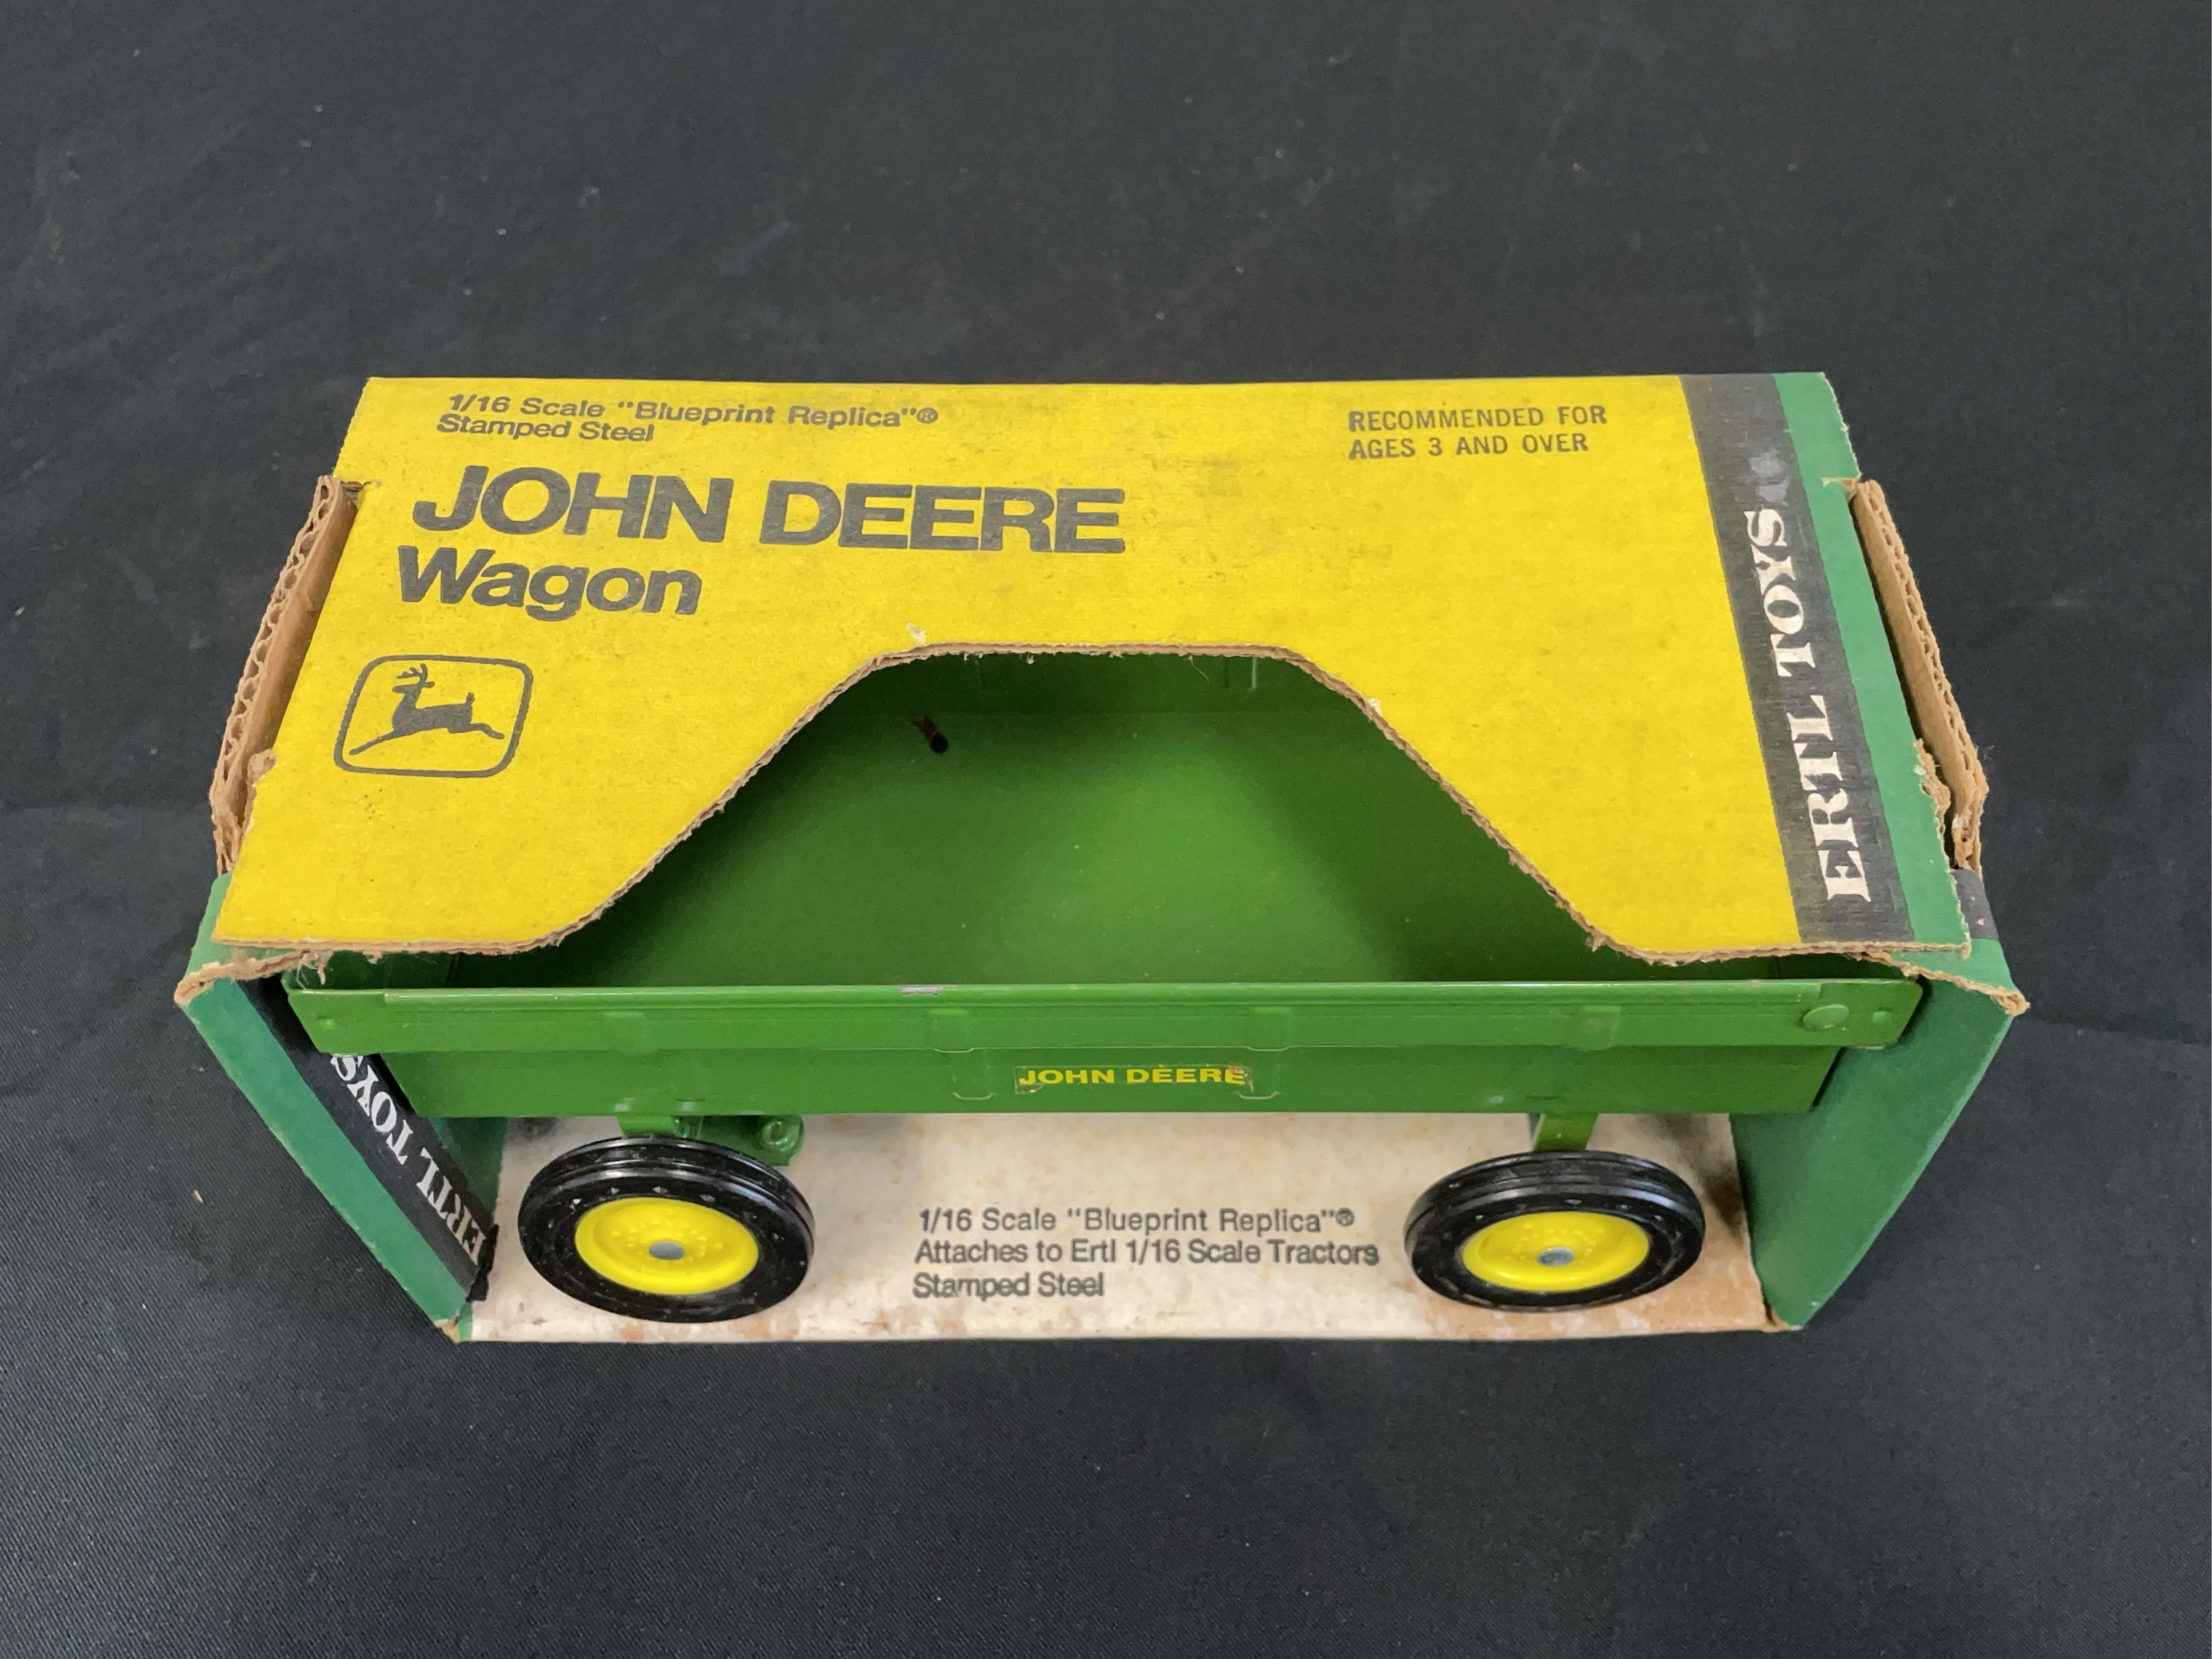 1/16 Scale "Blueprint Replica"®
Stamped Steel
RECOMMENDED FOR
AGES 3 AND OVER
JOHN DEERE
Wagon
ERTL TOYS
JOHN DEERE
ERTL TOYS
1/16 Scale "Blueprint Replica"®
Attaches to Ertl 1/16 Scale Tractors
Stamped Steel